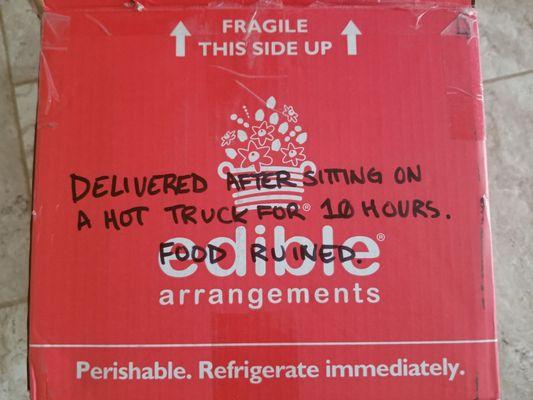 FRAGILE
THIS SIDE UP
DELIVERED AFTER SITING ON
A HOT TRUCK FOR 10 HOURS.
FOOD RUINED.
edible®
arrangements
Perishable. Refrigerate immediately.